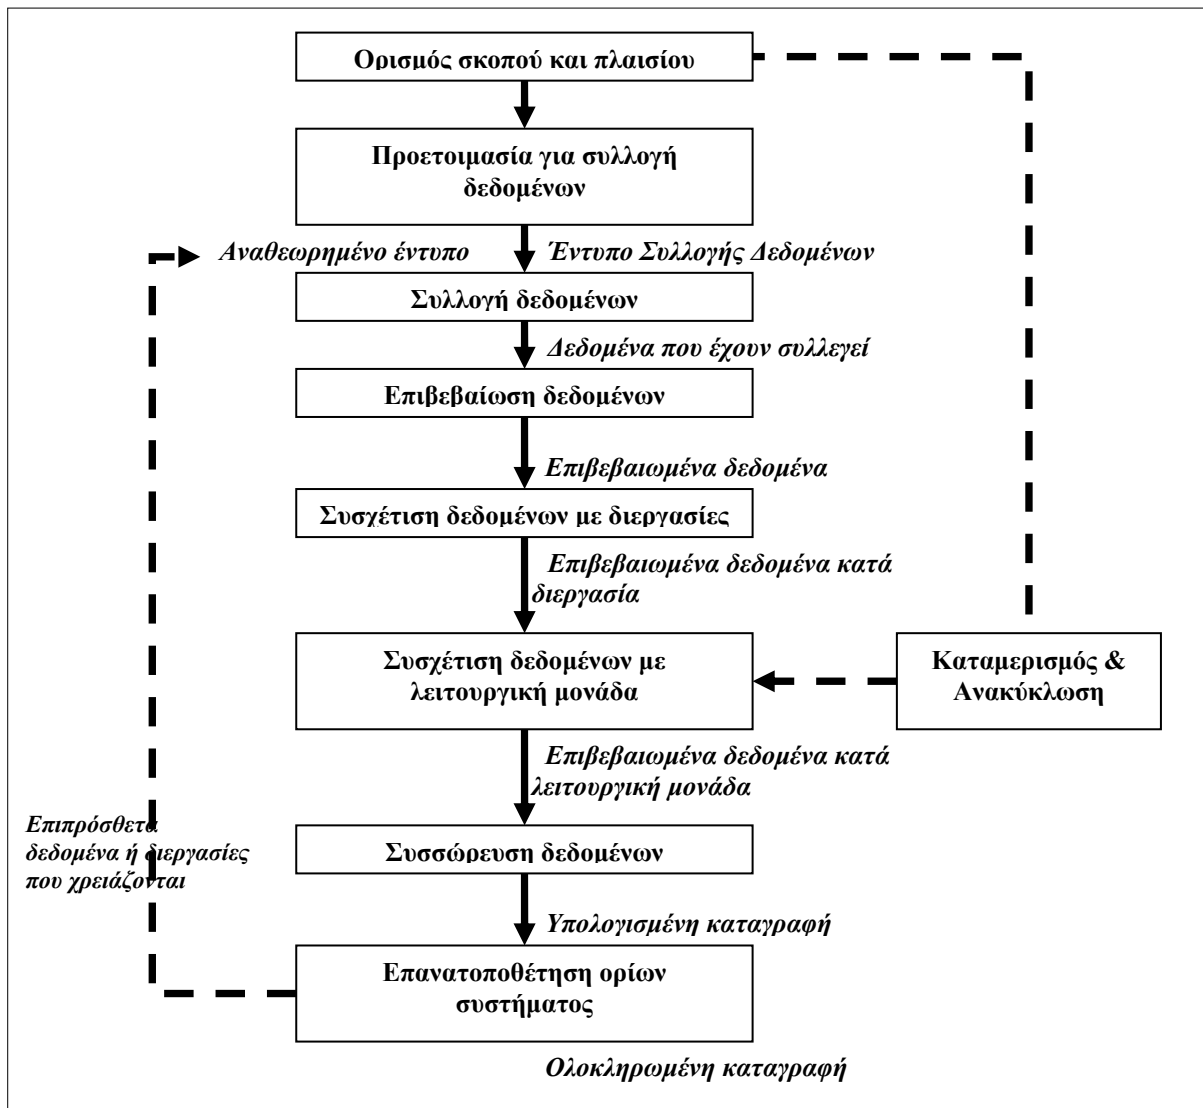 Ορισμός σκοπού και πλαισίου
Προετοιμασία για συλλογή
δεδομένων
Αναθεωρημένο έντυπο
Έντυπο Συλλογής Δεδομένων
Συλλογή δεδομένων
Δεδομένα που έχουν συλλεγεί
Επιβεβαίωση δεδομένων
Επιβεβαιωμένα δεδομένα
Συσχέτιση δεδομένων με διεργασίες
Επιβεβαιωμένα δεδομένα κατά
διεργασία
Συσχέτιση δεδομένων με
λειτουργική μονάδα
Καταμερισμός &
Ανακύκλωση
Επιβεβαιωμένα δεδομένα κατά
λειτουργική μονάδα
Επιπρόσθετα
δεδομένα ή διεργασίες
που χρειάζονται
Συσσώρευση δεδομένων
Υπολογισμένη καταγραφή
Επανατοποθέτηση ορίων
συστήματος
Ολοκληρωμένη καταγραφή